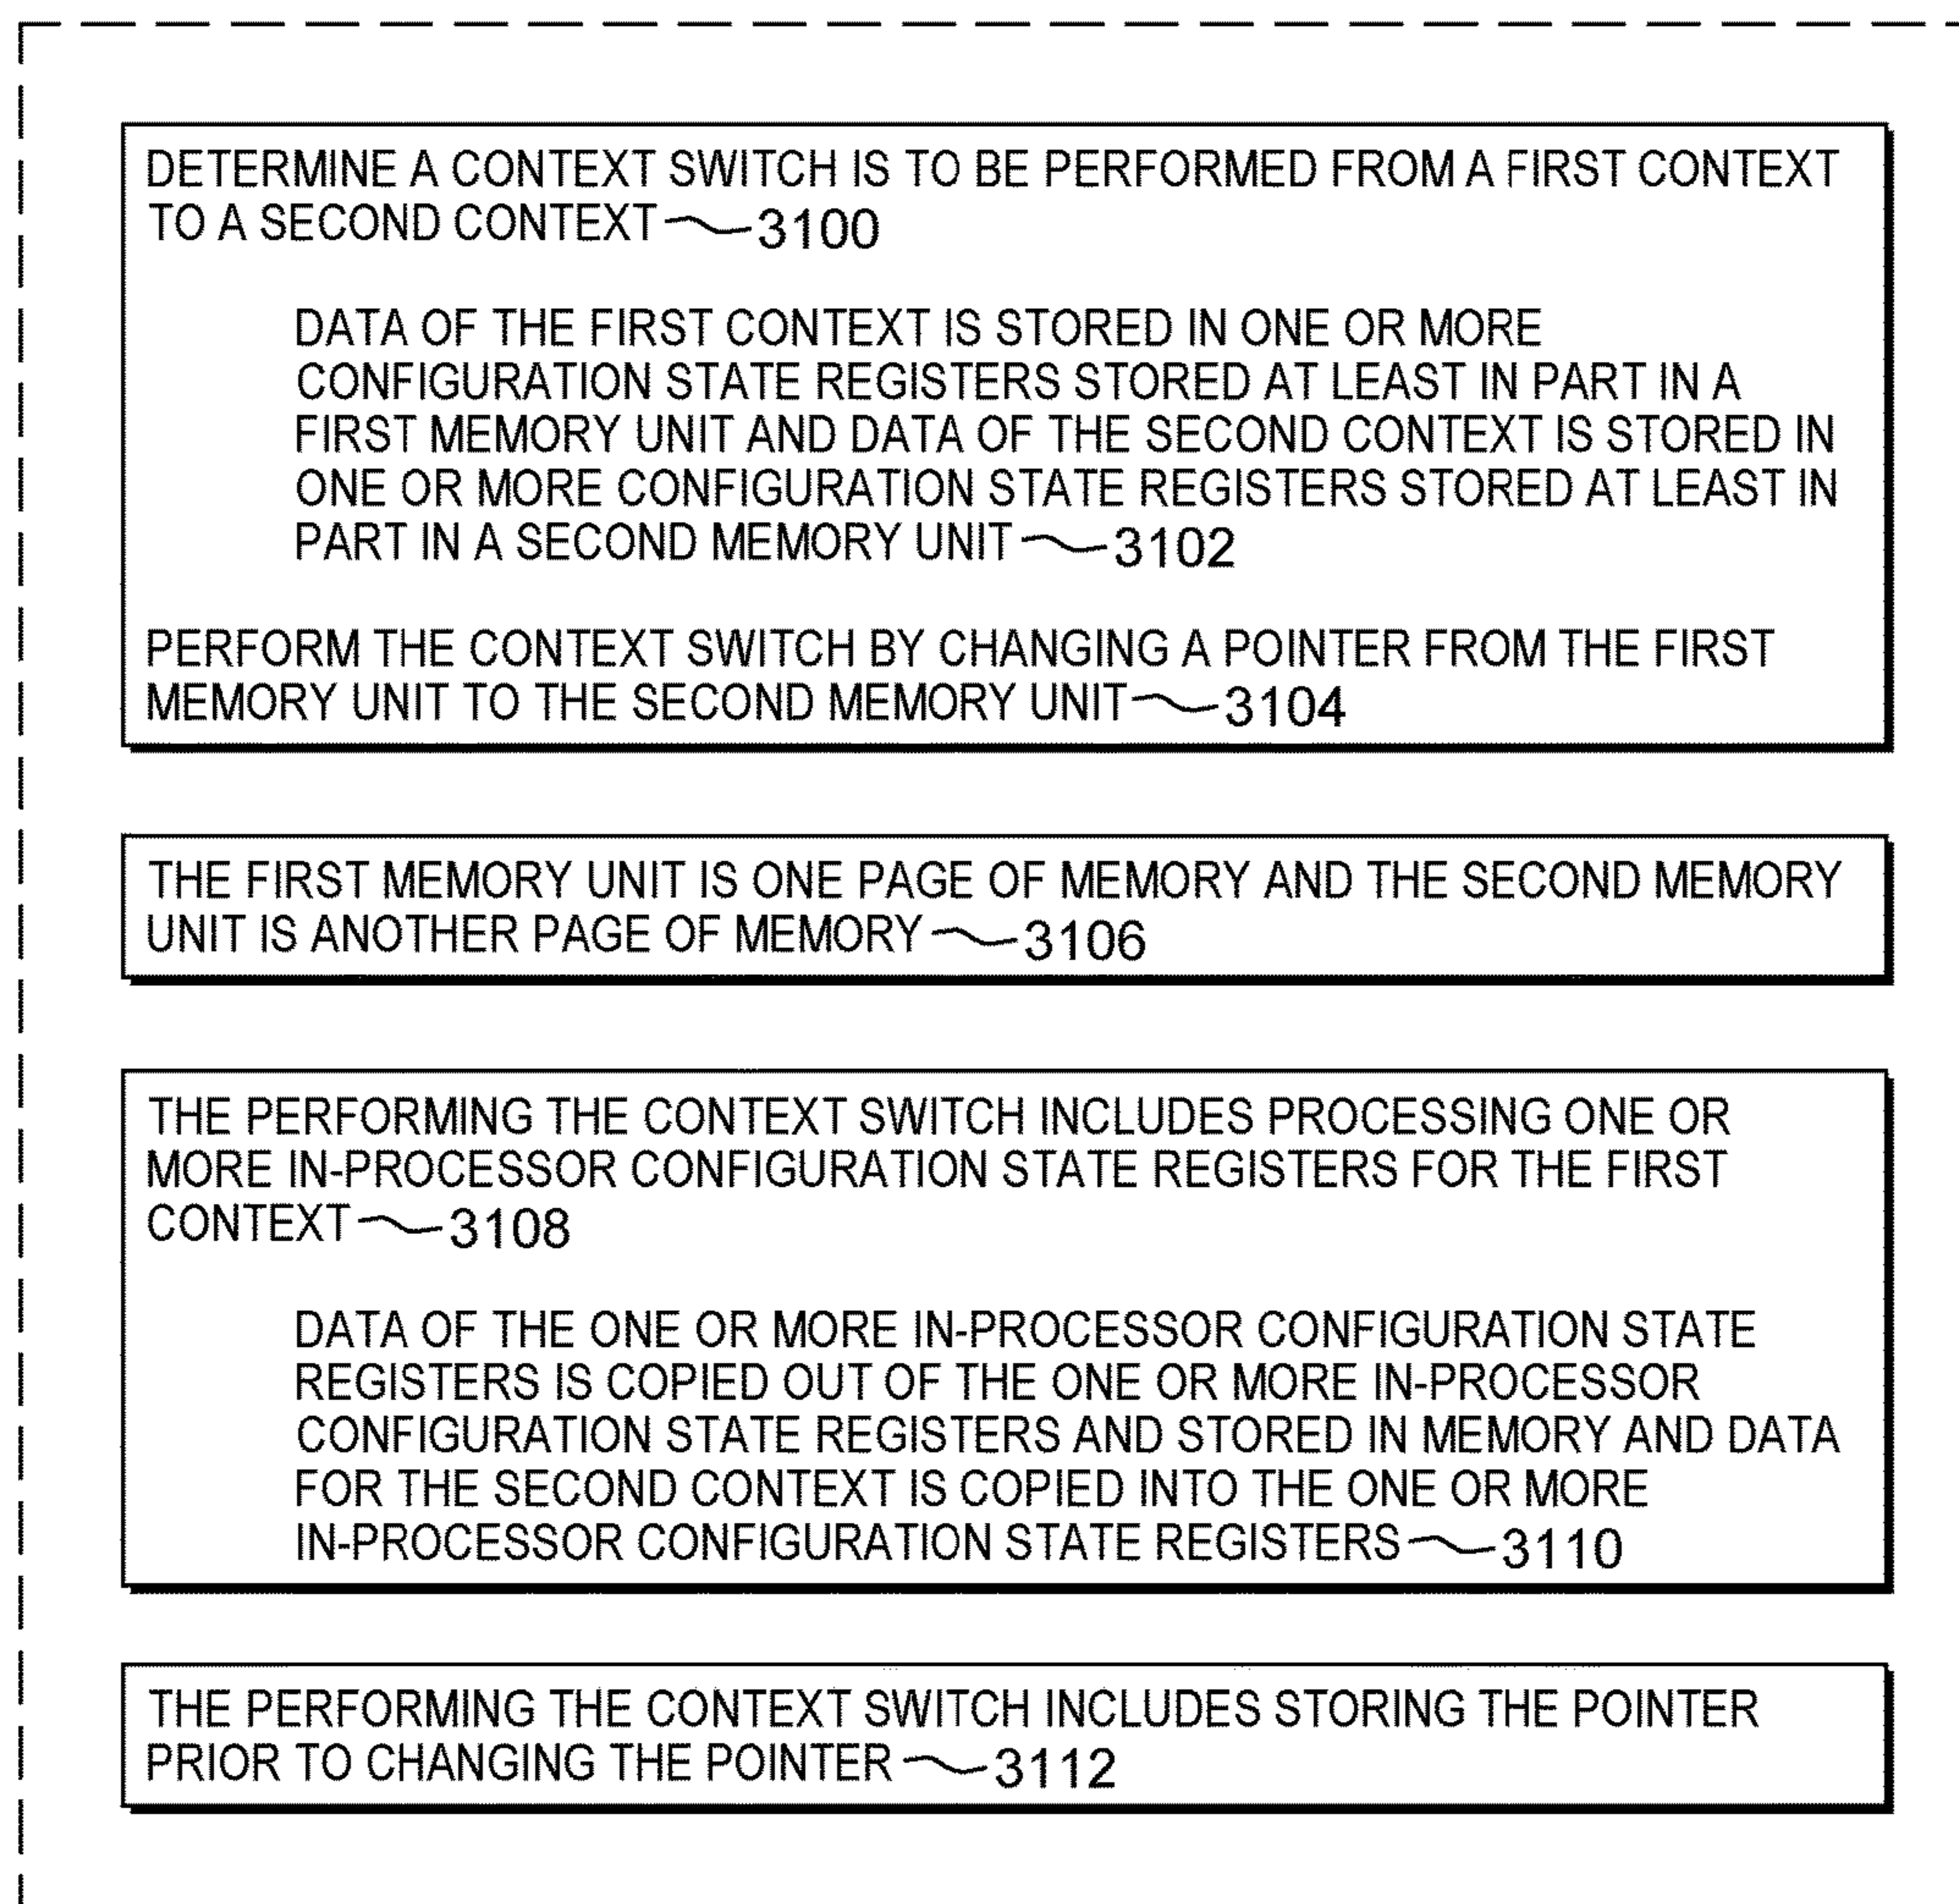 DETERMINE A CONTEXT SWITCH IS TO BE PERFORMED FROM A FIRST CONTEXT
TO A SECOND CONTEXT 3100
DATA OF THE FIRST CONTEXT IS STORED IN ONE OR MORE
CONFIGURATION STATE REGISTERS STORED AT LEAST IN PART IN A
FIRST MEMORY UNIT AND DATA OF THE SECOND CONTEXT IS STORED IN
ONE OR MORE CONFIGURATION STATE REGISTERS STORED AT LEAST IN
PART IN A SECOND MEMORY UNIT 3102
PERFORM THE CONTEXT SWITCH BY CHANGING A POINTER FROM THE FIRST
MEMORY UNIT TO THE SECOND MEMORY UNIT 3104
THE FIRST MEMORY UNIT IS ONE PAGE OF MEMORY AND THE SECOND MEMORY
UNIT IS ANOTHER PAGE OF MEMORY 3106
THE PERFORMING THE CONTEXT SWITCH INCLUDES PROCESSING ONE OR
MORE IN-PROCESSOR CONFIGURATION STATE REGISTERS FOR THE FIRST
CONTEXT 3108
DATA OF THE ONE OR MORE IN-PROCESSOR CONFIGURATION STATE
REGISTERS IS COPIED OUT OF THE ONE OR MORE IN-PROCESSOR
CONFIGURATION STATE REGISTERS AND STORED IN MEMORY AND DATA
FOR THE SECOND CONTEXT IS COPIED INTO THE ONE OR MORE
IN-PROCESSOR CONFIGURATION STATE REGISTERS 3110
THE PERFORMING THE CONTEXT SWITCH INCLUDES STORING THE POINTER
PRIOR TO CHANGING THE POINTER 3112